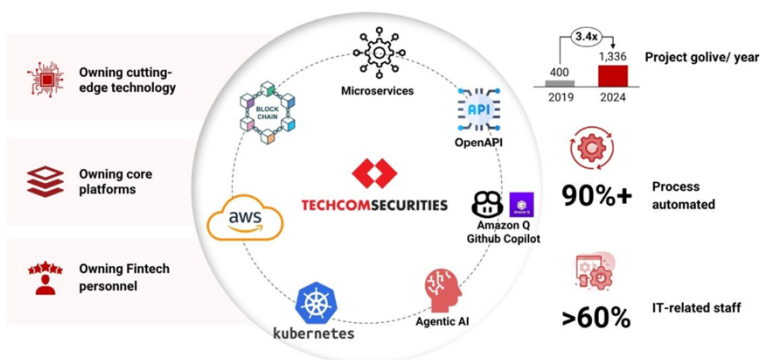 Owning cutting-
edge technology
Owning core
platforms
Owning Fintech
personnel
Microservices
BLOCK
CHAIN
API
OpenAPI
TECHCOMSECURITIES
aws
Amazon Q
Github Copilot
kubernetes
Agentic AI
3.4x
400
1,336
2019
2024
Project golive/ year
90%+
Process
automated
>60%
IT-related staff